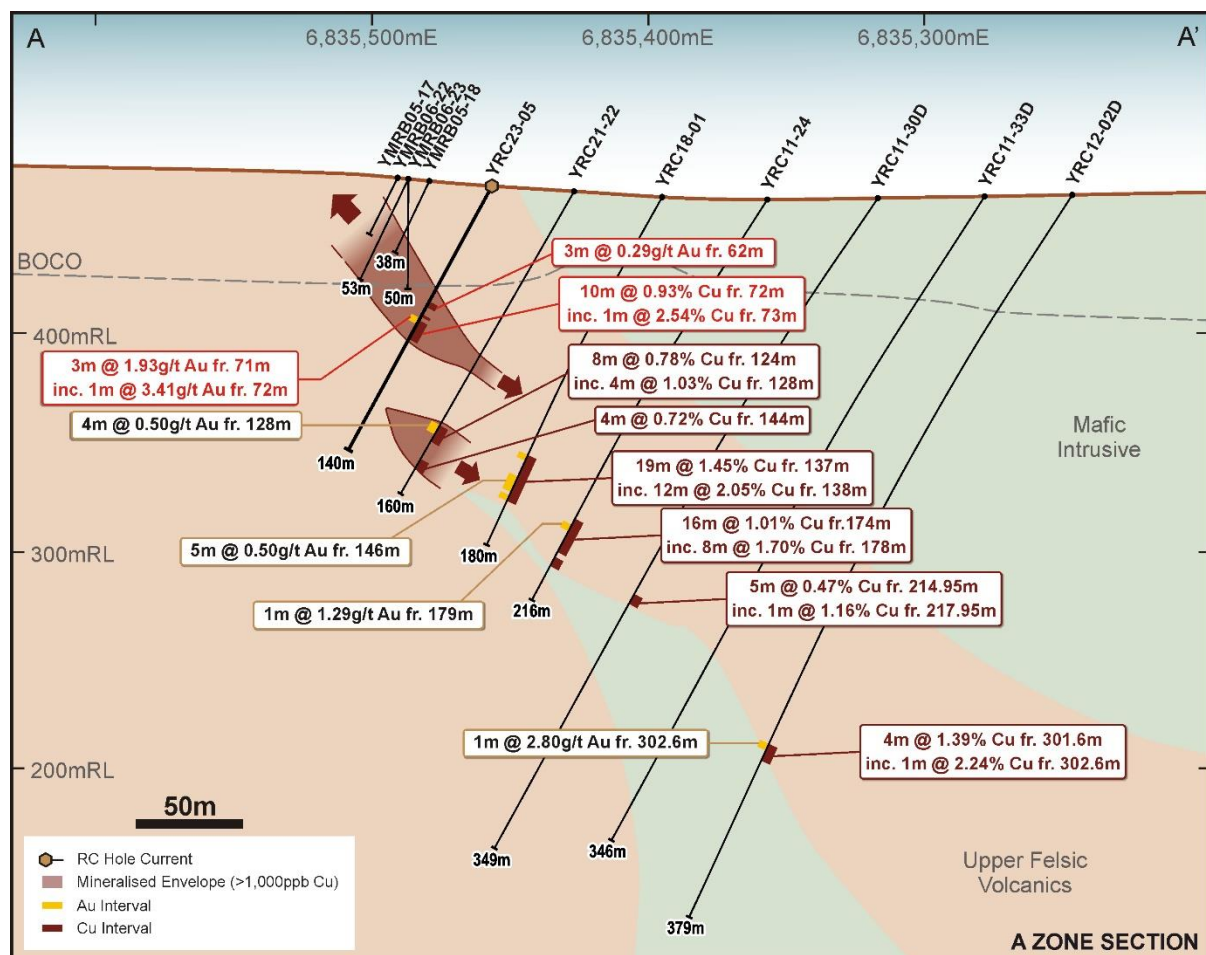 A
A'
6,835,500mE
6,835,400mE
6,835,300mE
YMRB05-17
YMRB06-22
YMRB06-23
YMRB05-18
YRC23-05
YRC21-22
YRC18-01
YRC11-24
YRC11-30D
YRC11-33D
YRC12-02D
BOCO
38m
53m
50m
3m @ 0.29g/t Au fr. 62m
10m @ 0.93% Cu fr. 72m
inc. 1m @ 2.54% Cu fr. 73m
400mRL
3m @ 1.93g/t Au fr. 71m
inc. 1m @ 3.41g/t Au fr. 72m
8m @ 0.78% Cu fr. 124m
inc. 4m @ 1.03% Cu fr. 128m
4m @ 0.50g/t Au fr. 128m
4m @ 0.72% Cu fr. 144m
Mafic
Intrusive
140m
160m
19m @ 1.45% Cu fr. 137m
inc. 12m @ 2.05% Cu fr. 138m
5m @ 0.50g/t Au fr. 146m
180m
300mRL
16m @ 1.01% Cu fr.174m
inc. 8m @ 1.70% Cu fr. 178m
1m @ 1.29g/t Au fr. 179m
216m
5m @ 0.47% Cu fr. 214.95m
inc. 1m @ 1.16% Cu fr. 217.95m
1m @ 2.80g/t Au fr. 302.6m
4m @ 1.39% Cu fr. 301.6m
inc. 1m @ 2.24% Cu fr. 302.6m
200mRL
50m
349m
346m
379m
Upper Felsic
Volcanics
RC Hole Current
Mineralised Envelope (>1,000ppb Cu)
Au Interval
Cu Interval
A ZONE SECTION